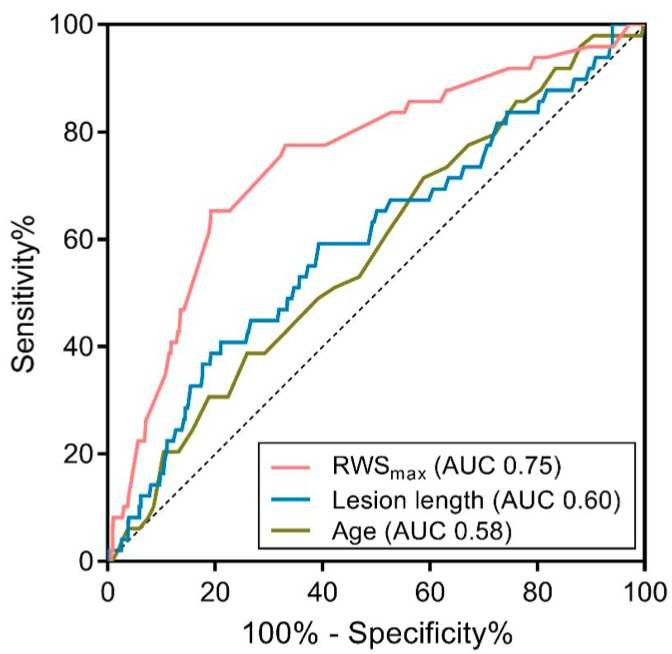 100
80
60
40
20
0
Sensitivity%
RWSmax (AUC 0.75)
Lesion length (AUC 0.60)
Age (AUC 0.58)
0 20 40 60 80 100
100% - Specificity%